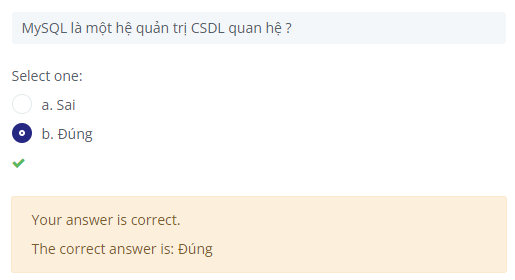 MySQL là một hệ quản trị CSDL quan hệ ?
Select one:
a. Sai
b. Đúng
Your answer is correct.
The correct answer is: Đúng